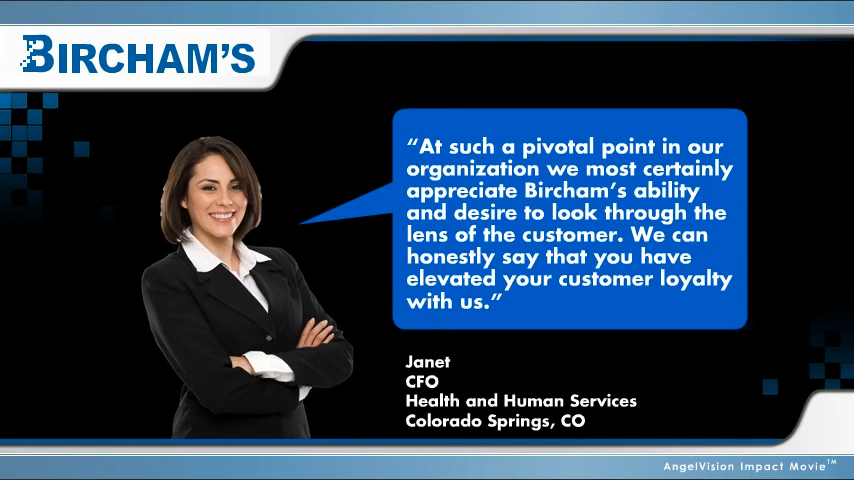 BIRCHAM'S
“At such a pivotal point in our
organization we most certainly
appreciate Bircham’s ability
and desire to look through the
lens of the customer. We can
honestly say that you have
elevated your customer loyalty
with us.”
Janet
CFO
Health and Human Services
Colorado Springs, CO
AngelVision Impact Movie™